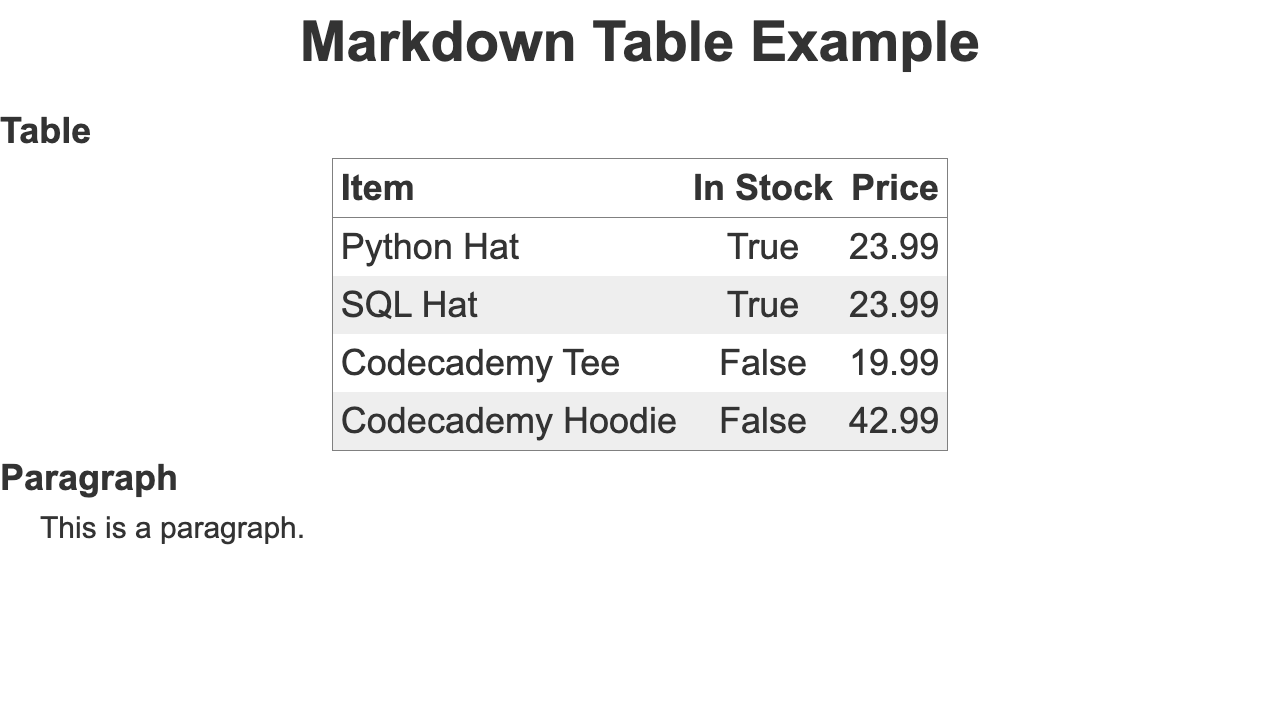 Markdown Table Example
Table
Item In Stock Price
Python Hat True 23.99
SQL Hat True 23.99
Codecademy Tee False 19.99
Codecademy Hoodie False 42.99
Paragraph
This is a paragraph.